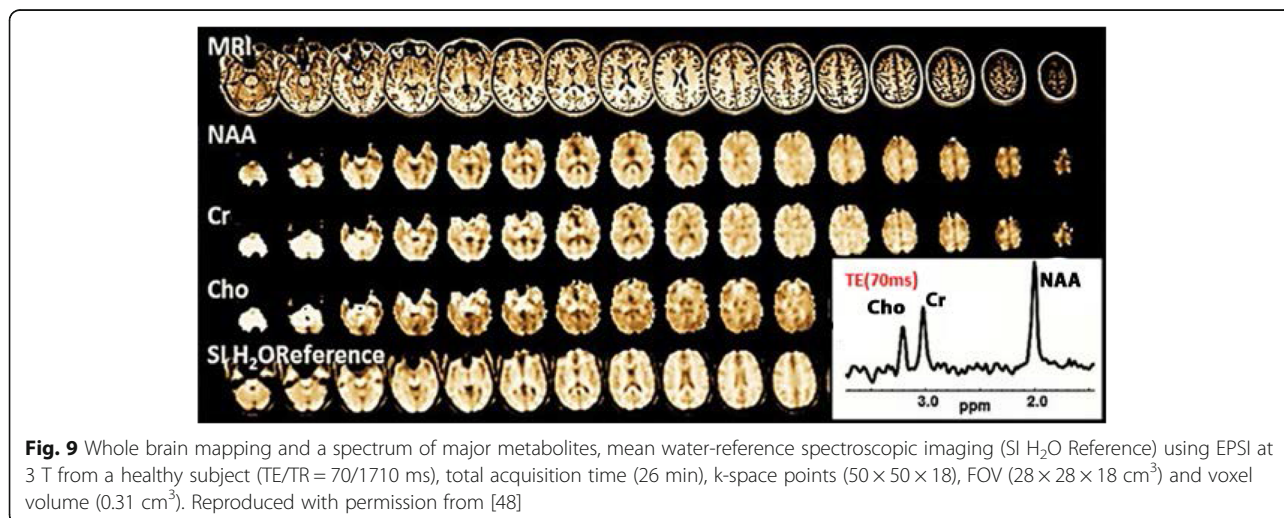 MRI
NAA
Cr
Cho
SI H₂OReference
TE(70ms)
NAA
Cho
Cr
3.0 ppm 2.0
Fig. 9 Whole brain mapping and a spectrum of major metabolites, mean water-reference spectroscopic imaging (SI H₂O Reference) using EPSI at
3 T from a healthy subject (TE/TR = 70/1710 ms), total acquisition time (26 min), k-space points (50 × 50 × 18), FOV (28 × 28 × 18 cm³) and voxel
volume (0.31 cm³). Reproduced with permission from [48]